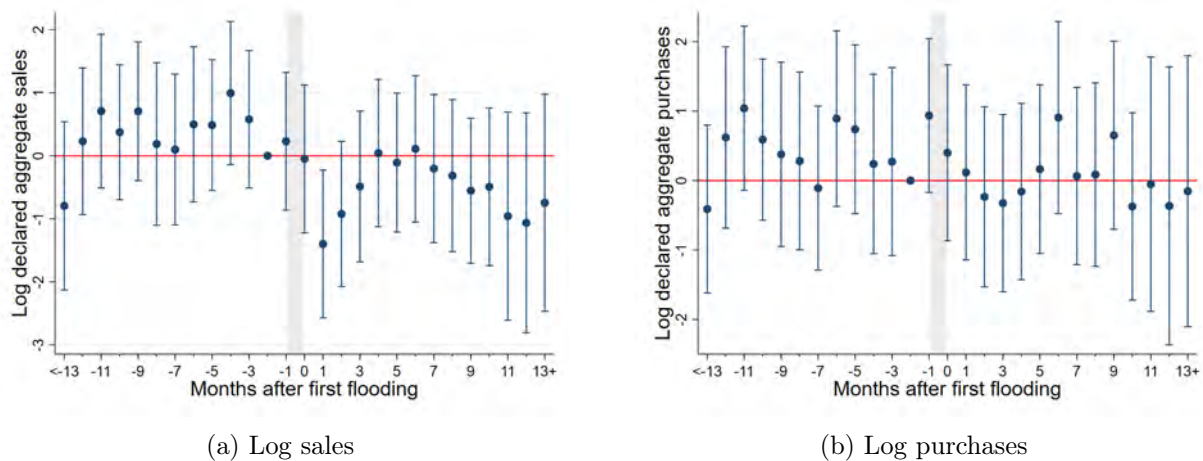 Log declared aggregate sales
2
1
0
-1
-2
-3
<-13 -11 -9 -7 -5 -3 -1 0 1 3 5 7 9 11 13+
Months after first flooding
(a) Log sales
Log declared aggregate purchases
2
1
0
-1
-2
<-13 -11 -9 -7 -5 -3 -1 0 1 3 5 7 9 11 13+
Months after first flooding
(b) Log purchases